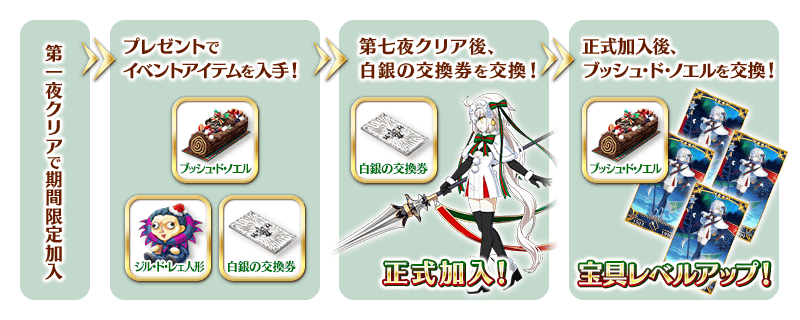 第一夜クリアで期間限定加入
プレゼントで
イベントアイテムを入手！
ブッシュ・ド・ノエル
ジル・ド・レェ人形
白銀の交換券
第七夜クリア後、
白銀の交換券を交換！
白銀の交換券
正式加入！
正式加入後、
ブッシュ・ド・ノエルを交換！
ブッシュ・ド・ノエル
宝具レベルアップ！